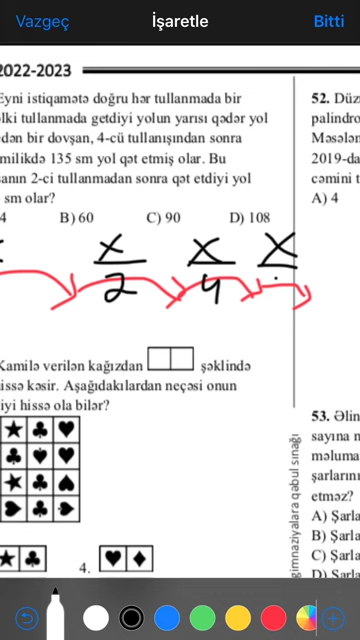 Vazgeç İşaretle Bitti
2022-2023
Eyni istiqamətə doğru hər tullanmada bir
lki tullanmada getdiyi yolun yarısı qədər yol
dən bir dovşan, 4-cü tullanışından sonra
milikdə 135 sm yol qət etmiş olar. Bu
anın 2-ci tullanmadan sonra qət etdiyi yol
sm olar?
4 B) 60 C) 90 D) 108
x x x
2 4
Kamilə verilən kağızdan şəklində
issə kəsir. Aşağıdakılardan neçəsi onun
iyi hissə ola bilər?
4.
gimnaziyalara qəbul sınağı
52. Düz
palindro
Məsələn
2019-da
cəmini t
A) 4
53. Əlin
sayına n
məluma
şarların
etməz?
A) Şarla
B) Şarla
C) Şarla
D) Şarla